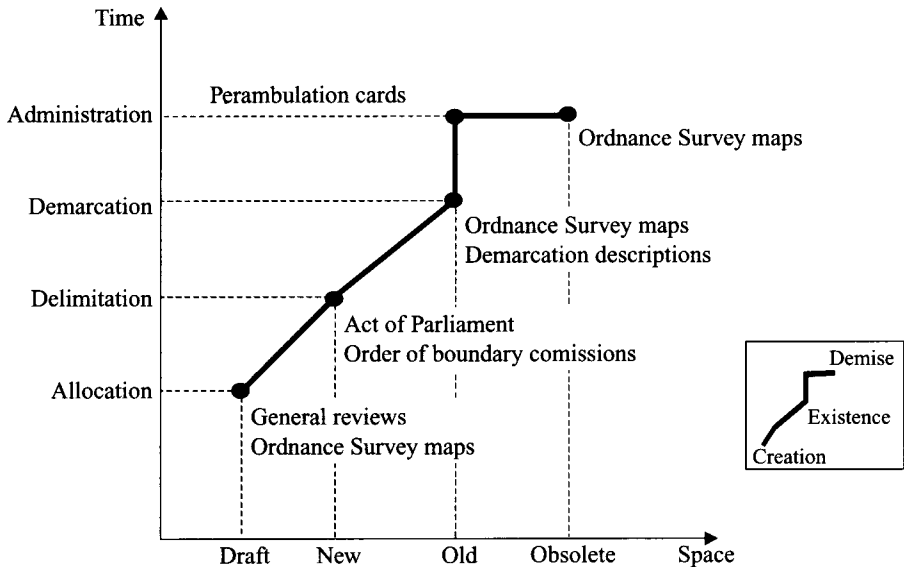 Time
Administration
Perambulation cards
Ordnance Survey maps
Demarcation
Ordnance Survey maps
Demarcation descriptions
Delimitation
Act of Parliament
Order of boundary comissions
Allocation
General reviews
Ordnance Survey maps
Demise
Existence
Creation
Draft
New
Old
Obsolete
Space